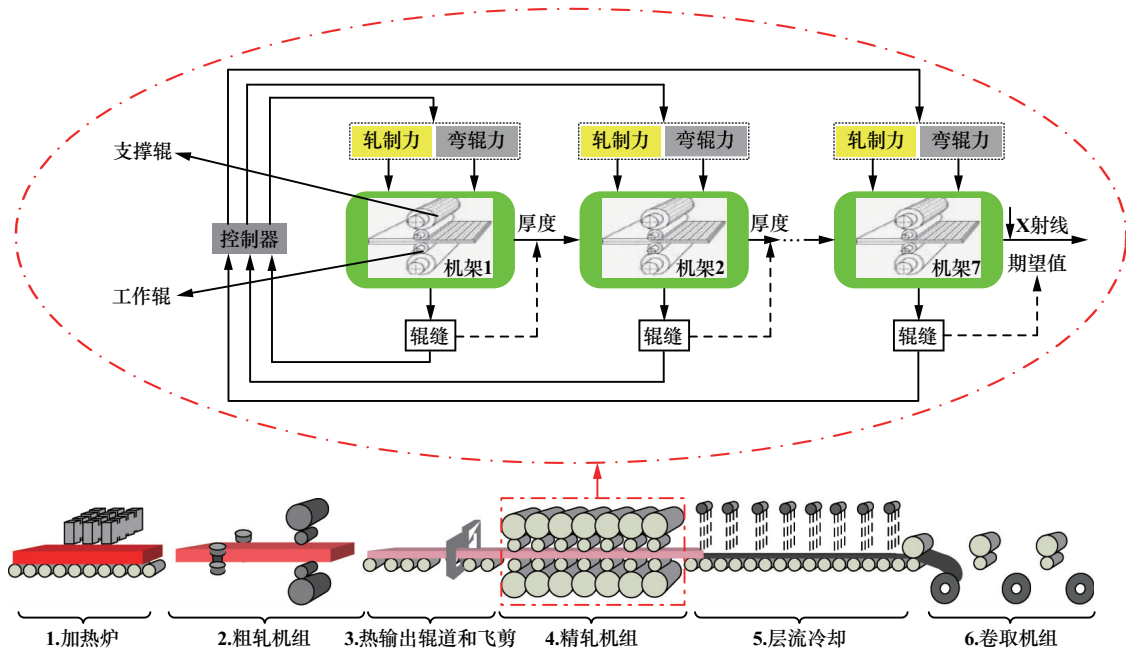 轧制力 弯辊力
轧制力 弯辊力
轧制力 弯辊力
支撑辊
控制器
工作辊
机架1
厚度
机架2
厚度
...
机架7
X射线
期望值
辊缝
辊缝
辊缝
1.加热炉
2.粗轧机组
3.热输出辊道和飞剪
4.精轧机组
5.层流冷却
6.卷取机组